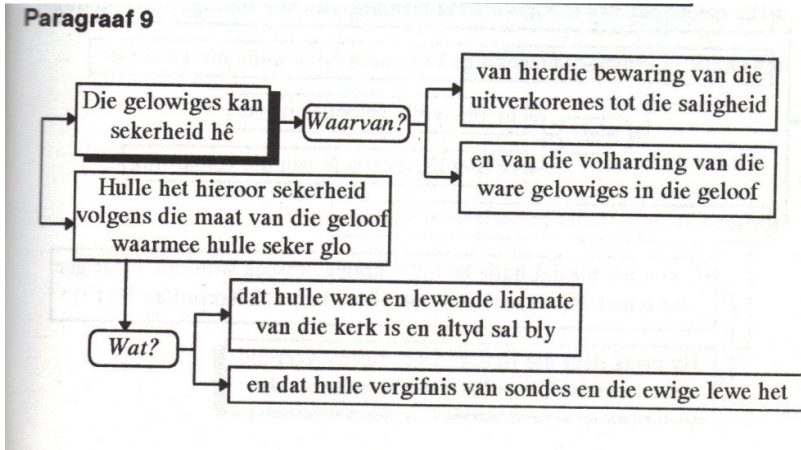 Paragraaf 9
Die gelowiges kan
sekerheid hê
Waarvan?
van hierdie bewaring van die
uitverkorenes tot die saligheid
en van die volharding van die
ware gelowiges in die geloof
Hulle het hieroor sekerheid
volgens die maat van die geloof
waarmee hulle seker glo
Wat?
dat hulle ware en lewende lidmate
van die kerk is en altyd sal bly
en dat hulle vergifnis van sondes en die ewige lewe het